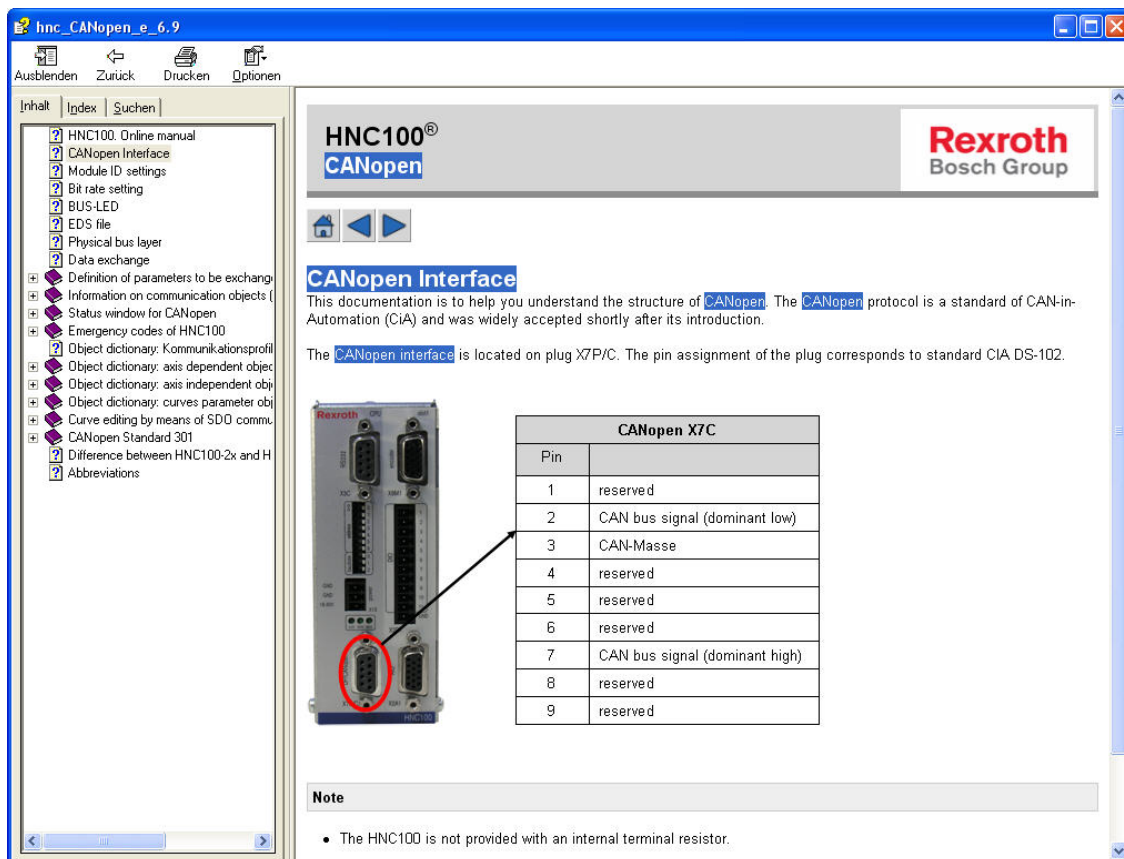 hnc_CANopen_e_6.9
Ausblenden Zurück Drucken Optionen
Inhalt Index Suchen
HNC100. Online manual
CANopen Interface
Module ID settings
Bit rate setting
BUS-LED
EDS file
Physical bus layer
Data exchange
Definition of parameters to be exchang
Information on communication objects (
Status window for CANopen
Emergency codes of HNC100
Object dictionary: Kommunikationsprofil
Object dictionary: axis dependent objec
Object dictionary: axis independent obj
Object dictionary: curves parameter obj
Curve editing by means of SDO commu
CANopen Standard 301
Difference between HNC100-2x and H
Abbreviations
HNC100®
CANopen
Rexroth
Bosch Group
CANopen Interface
This documentation is to help you understand the structure of CANopen. The CANopen protocol is a standard of CAN-in-
Automation (CiA) and was widely accepted shortly after its introduction.
The CANopen interface is located on plug X7P/C. The pin assignment of the plug corresponds to standard CIA DS-102.
Rexroth
HNC100
CANopen X7C
Pin
1 reserved
2 CAN bus signal (dominant low)
3 CAN-Masse
4 reserved
5 reserved
6 reserved
7 CAN bus signal (dominant high)
8 reserved
9 reserved
Note
• The HNC100 is not provided with an internal terminal resistor.